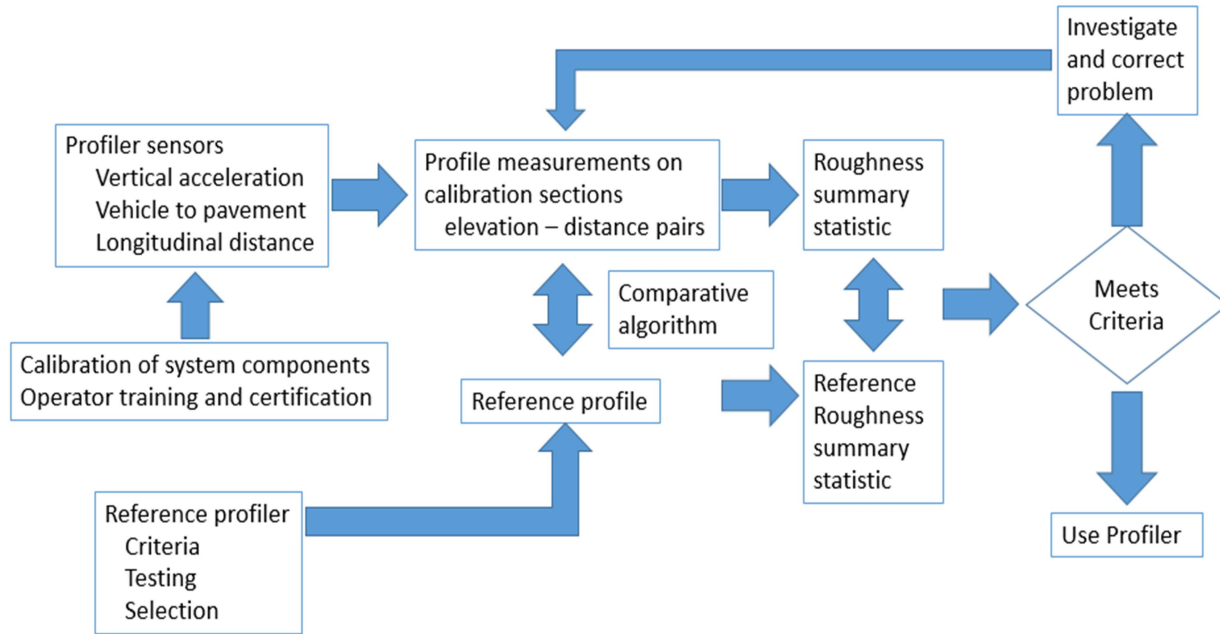 Investigate
and correct
problem
Profiler sensors
Vertical acceleration
Vehicle to pavement
Longitudinal distance
Profile measurements on
calibration sections
elevation – distance pairs
Roughness
summary
statistic
Calibration of system components
Operator training and certification
Comparative
algorithm
Meets
Criteria
Reference profile
Reference
Roughness
summary
statistic
Reference profiler
Criteria
Testing
Selection
Use Profiler